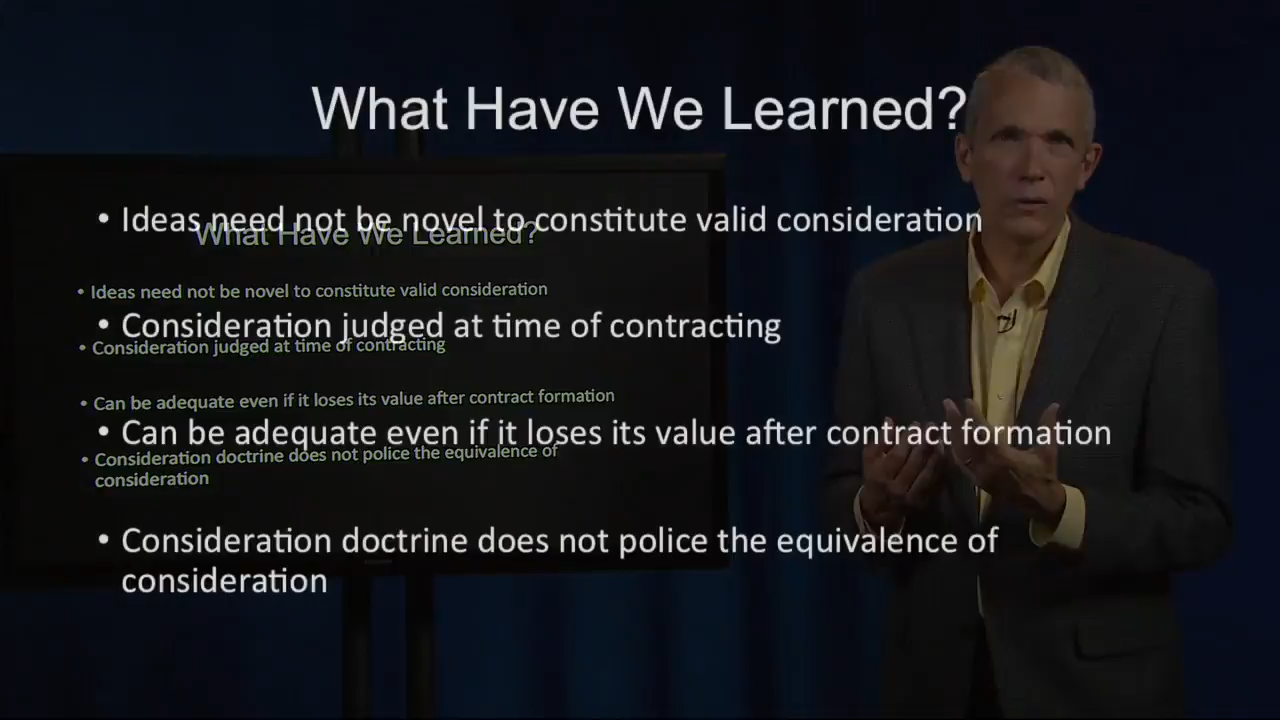 What Have We Learned?
• Ideas need not be novel to constitute valid consideration
• Consideration judged at time of contracting
• Can be adequate even if it loses its value after contract formation
• Consideration doctrine does not police the equivalence of
consideration
What Have We Learned?
• Ideas need not be novel to constitute valid consideration
• Consideration judged at time of contracting
• Can be adequate even if it loses its value after contract formation
• Consideration doctrine does not police the equivalence of
consideration